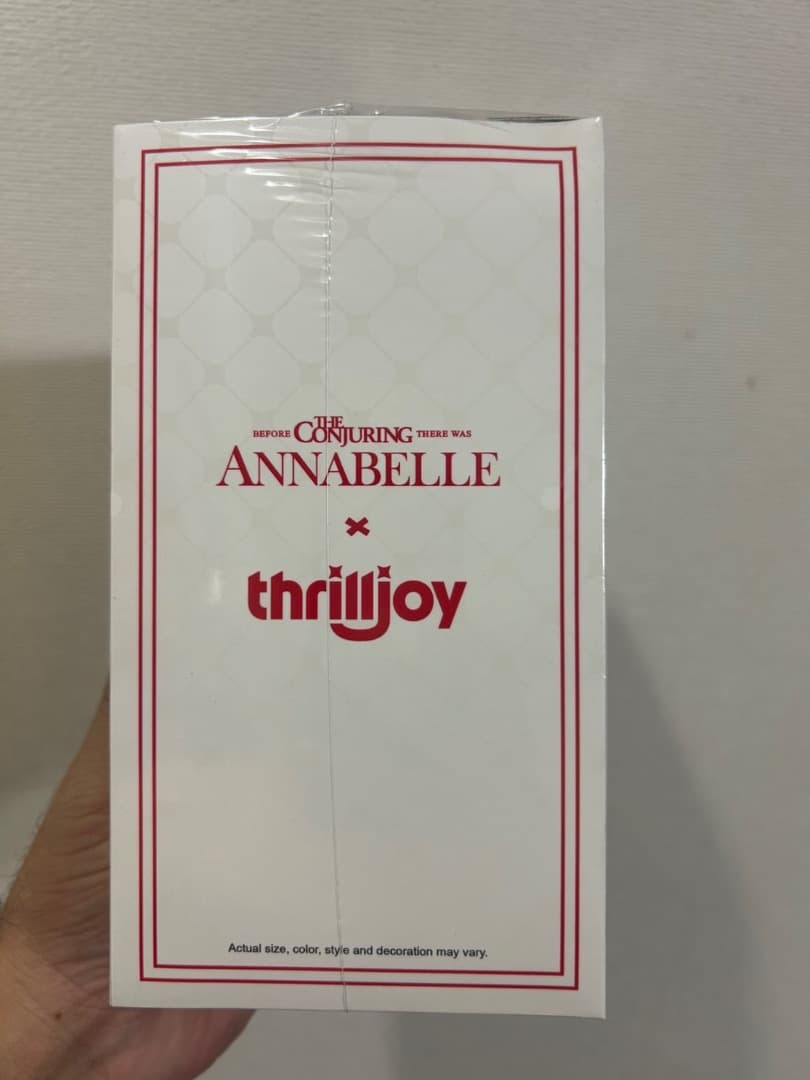 BEFORE THE CONJURING THERE WAS
ANNABELLE
×
thrilljoy
Actual size, color, style and decoration may vary.